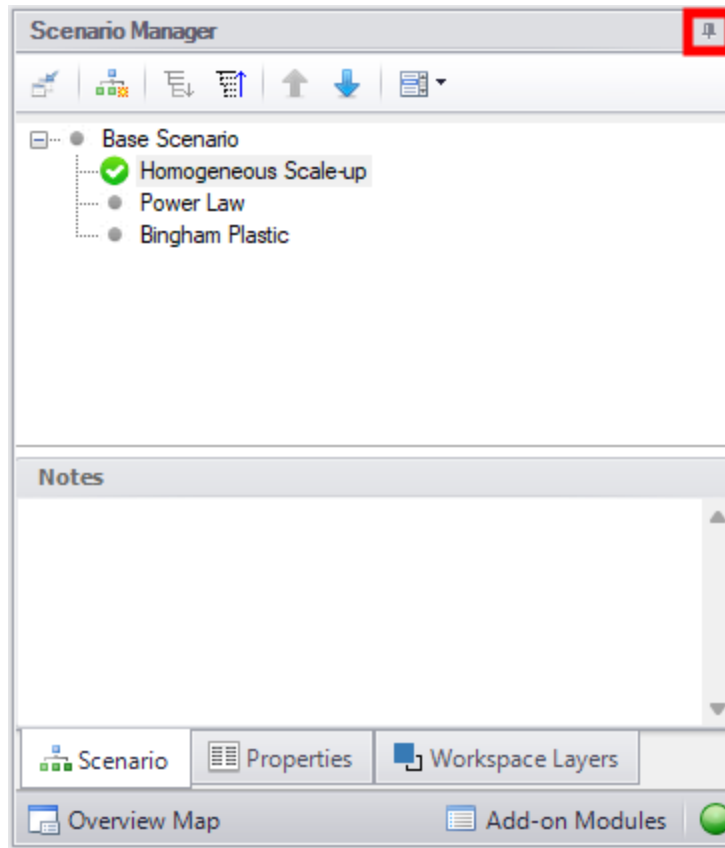 Scenario Manager
Base Scenario
Homogeneous Scale-up
Power Law
Bingham Plastic
Notes
Scenario Properties Workspace Layers
Overview Map Add-on Modules